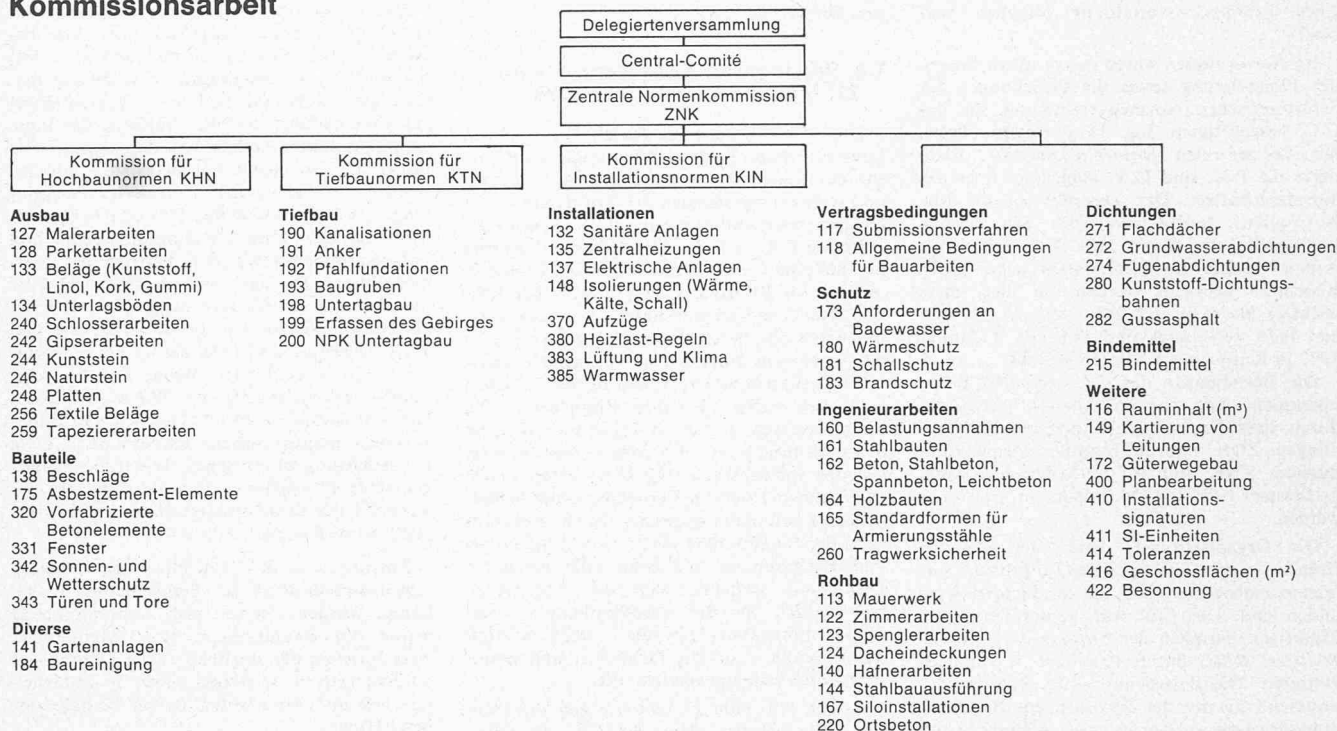 Kommissionsarbeit
Delegiertenversammlung
Central-Comité
Zentrale Normenkommission
ZNK
Kommission für
Hochbaunormen KHN
Kommission für
Tiefbaunormen KTN
Kommission für
Installationsnormen KIN
Ausbau
127 Malerarbeiten
128 Parkettarbeiten
133 Beläge (Kunststoff,
Linol, Kork, Gummi)
134 Unterlagsböden
240 Schlosserarbeiten
242 Gipserarbeiten
244 Kunststein
246 Naturstein
248 Platten
256 Textile Beläge
259 Tapeziererarbeiten
Bauteile
138 Beschläge
175 Asbestzement-Elemente
320 Vorfabrizierte
Betonelemente
331 Fenster
342 Sonnen- und
Wetterschutz
343 Türen und Tore
Diverse
141 Gartenanlagen
184 Baureinigung
Tiefbau
190 Kanalisationen
191 Anker
192 Pfahlfundationen
193 Baugruben
198 Untertagbau
199 Erfassen des Gebirges
200 NPK Untertagbau
Installationen
132 Sanitäre Anlagen
135 Zentralheizungen
137 Elektrische Anlagen
148 Isolierungen (Wärme,
Kälte, Schall)
370 Aufzüge
380 Heizlast-Regeln
383 Lüftung und Klima
385 Warmwasser
Vertragsbedingungen
117 Submissionsverfahren
118 Allgemeine Bedingungen
für Bauarbeiten
Schutz
173 Anforderungen an
Badewasser
180 Wärmeschutz
181 Schallschutz
183 Brandschutz
Ingenieurarbeiten
160 Belastungsannahmen
161 Stahlbauten
162 Beton, Stahlbeton,
Spannbeton, Leichtbeton
164 Holzbauten
165 Standardformen für
Armierungsstähle
260 Tragwerksicherheit
Rohbau
113 Mauerwerk
122 Zimmerarbeiten
123 Spenglerarbeiten
124 Dacheindeckungen
140 Hafnerarbeiten
144 Stahlbauausführung
167 Siloinstallationen
220 Ortsbeton
Dichtungen
271 Flachdächer
272 Grundwasserabdichtungen
274 Fugenabdichtungen
280 Kunststoff-Dichtungs-
bahnen
282 Gussasphalt
Bindemittel
215 Bindemittel
Weitere
116 Rauminhalt (m³)
149 Kartierung von
Leitungen
172 Güterwegebau
400 Planbearbeitung
410 Installations-
signaturen
411 SI-Einheiten
414 Toleranzen
416 Geschossflächen (m²)
422 Besonnung